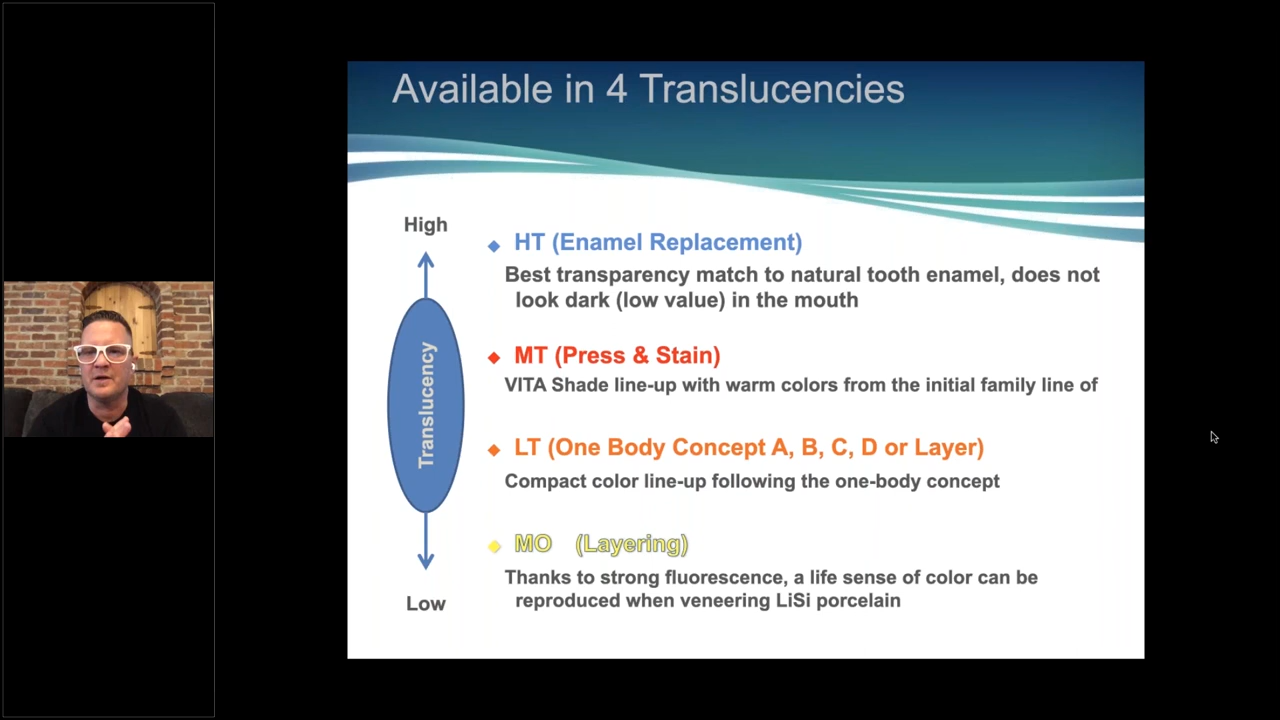 Available in 4 Translucencies
High
Translucency
Low
HT (Enamel Replacement)
Best transparency match to natural tooth enamel, does not
look dark (low value) in the mouth
MT (Press & Stain)
VITA Shade line-up with warm colors from the initial family line of
LT (One Body Concept A, B, C, D or Layer)
Compact color line-up following the one-body concept
MO (Layering)
Thanks to strong fluorescence, a life sense of color can be
reproduced when veneering LiSi porcelain